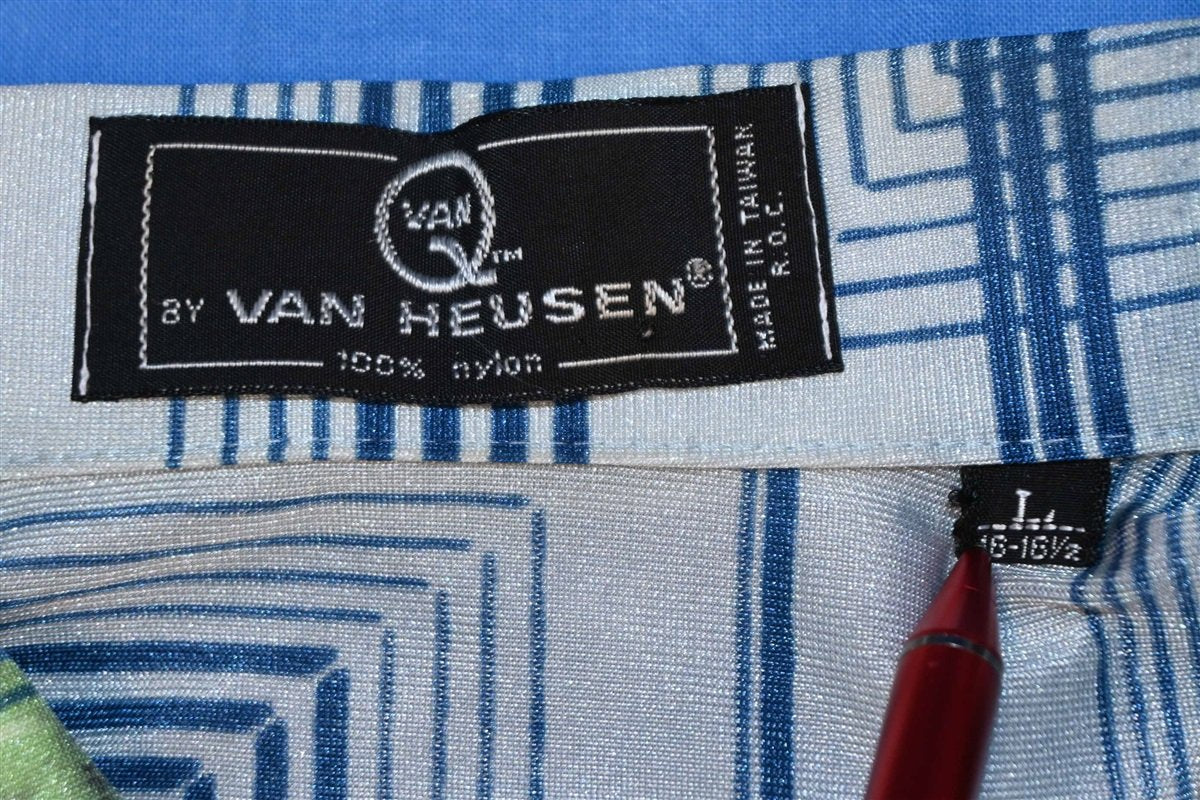 VAN
Q™
BY VAN HEUSEN®
100% nylon
MADE IN TAIWAN
R.O.C.
L
16-16½